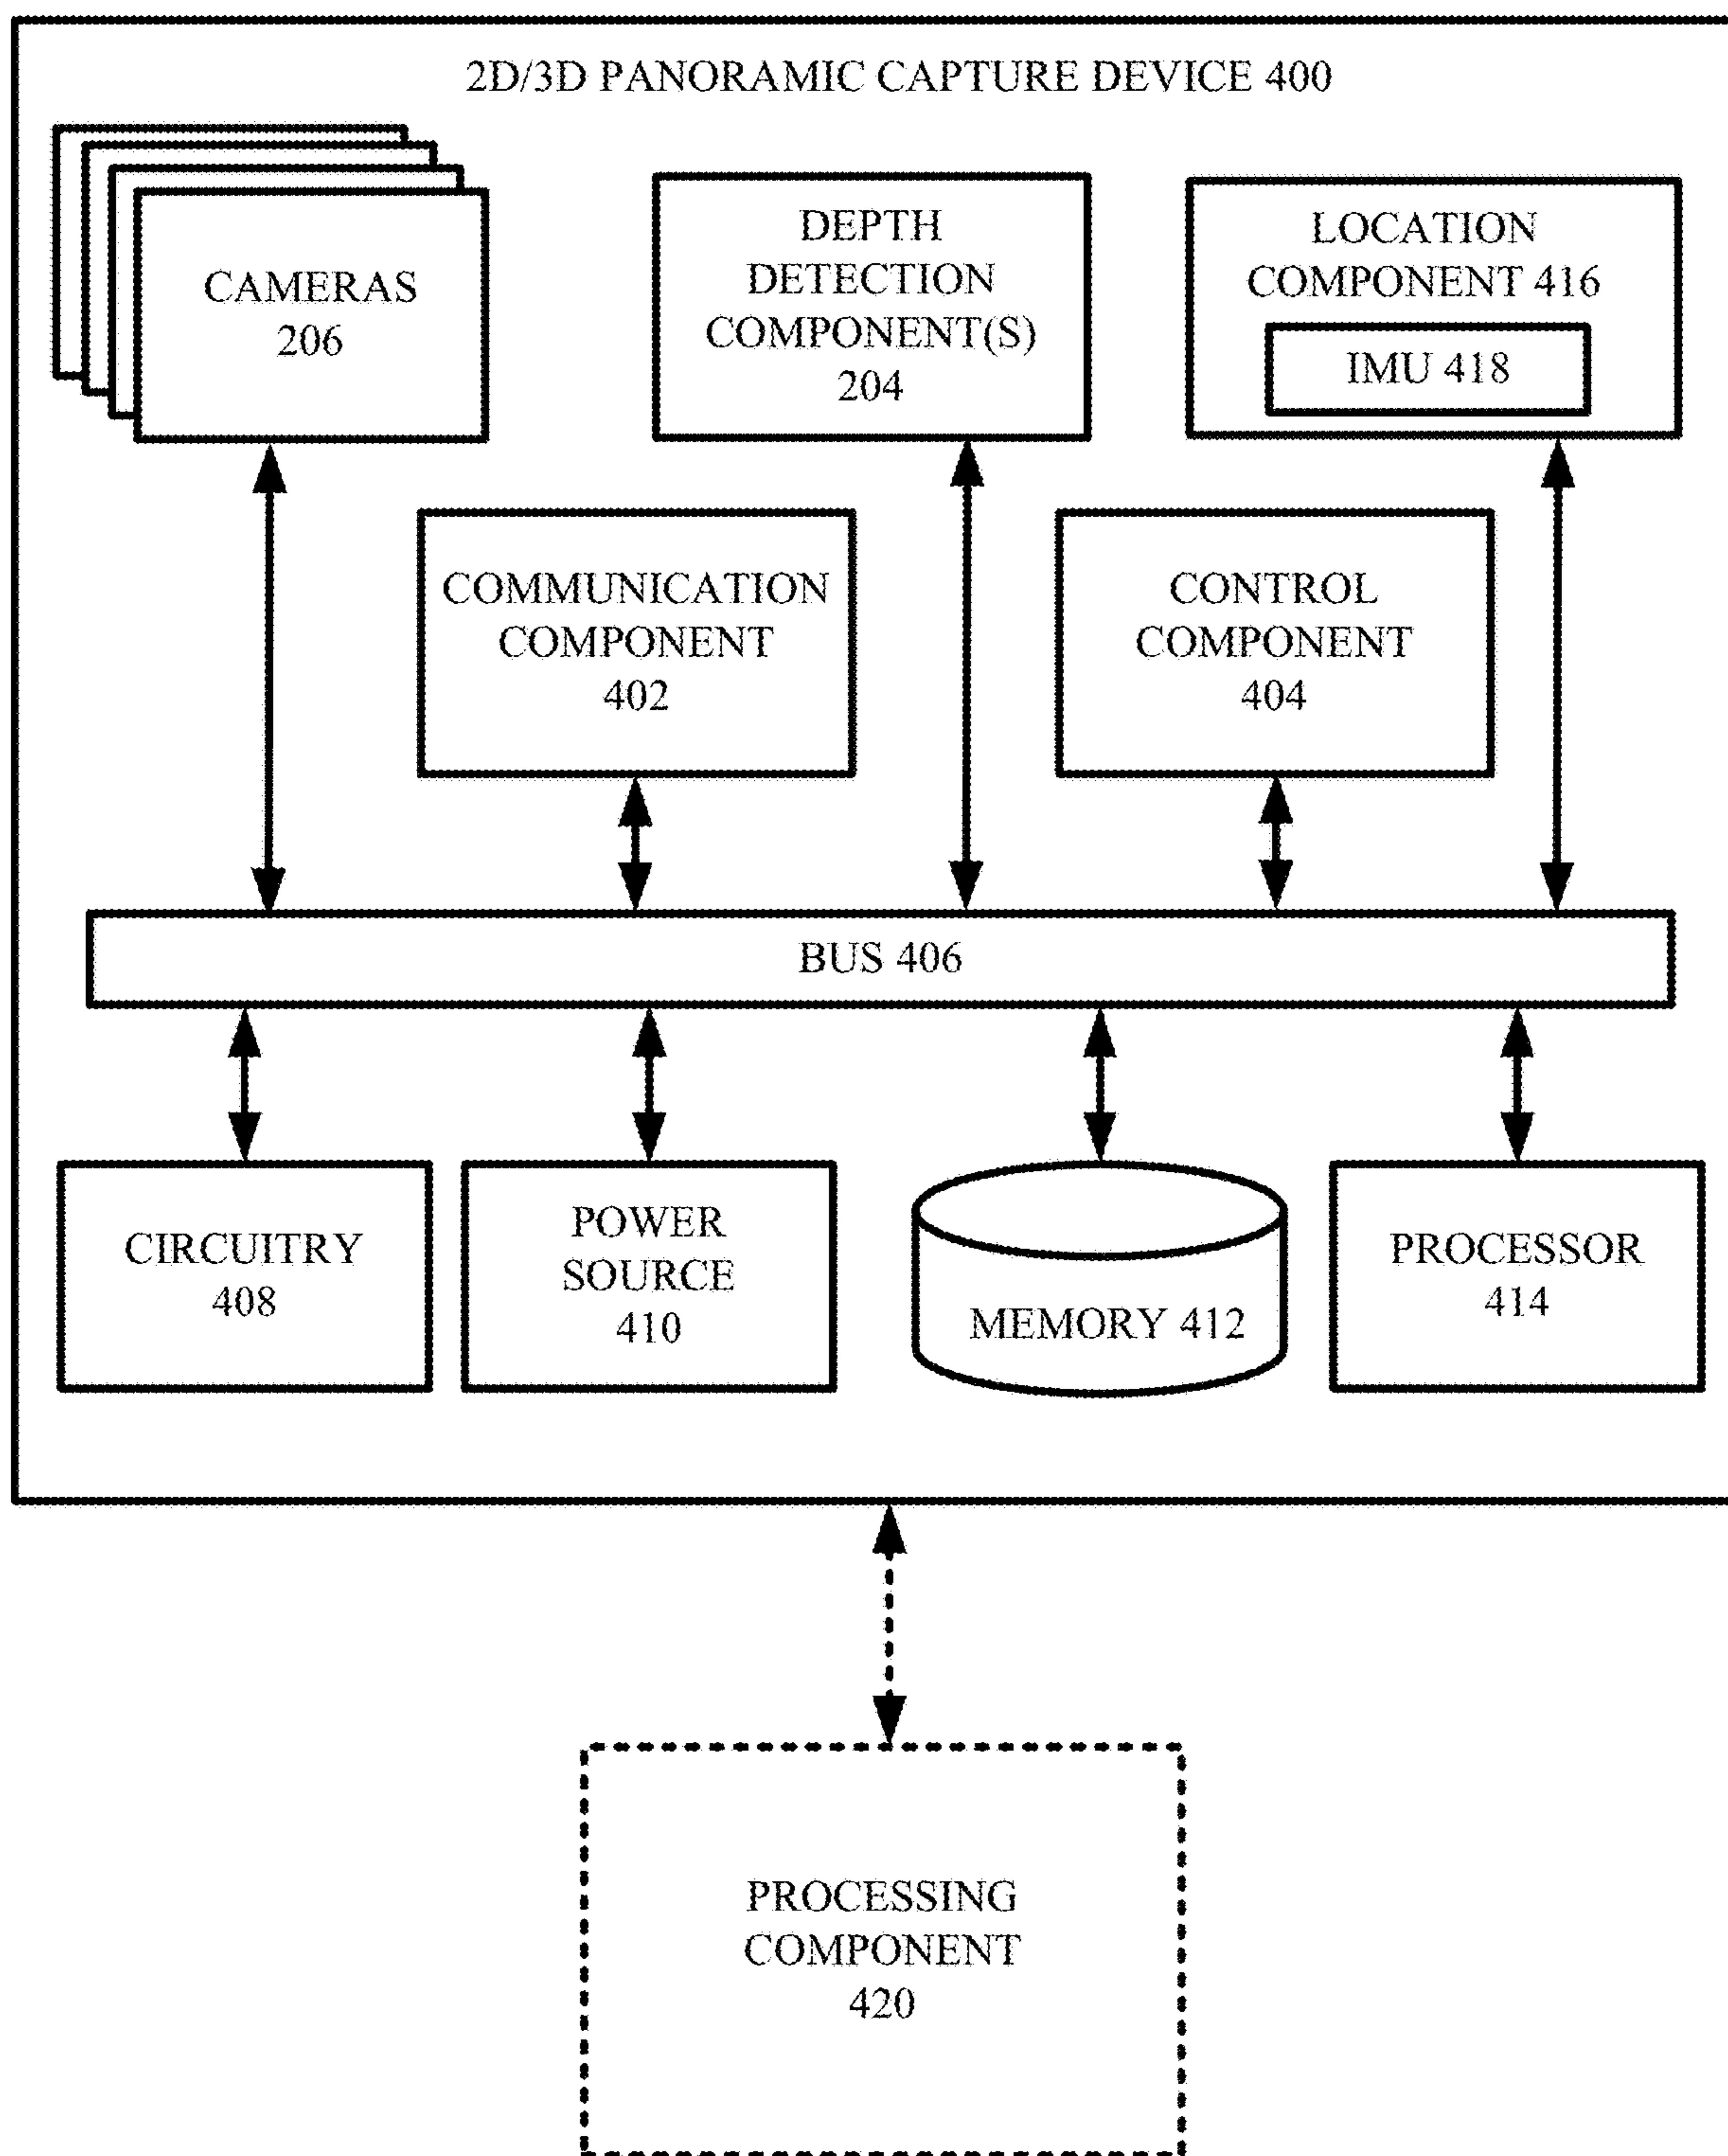 2D/3D PANORAMIC CAPTURE DEVICE 400
CAMERAS
206
DEPTH
DETECTION
COMPONENT(S)
204
LOCATION
COMPONENT 416
IMU 418
COMMUNICATION
COMPONENT
402
CONTROL
COMPONENT
404
BUS 406
CIRCUITRY
408
POWER
SOURCE
410
MEMORY 412
PROCESSOR
414
PROCESSING
COMPONENT
420